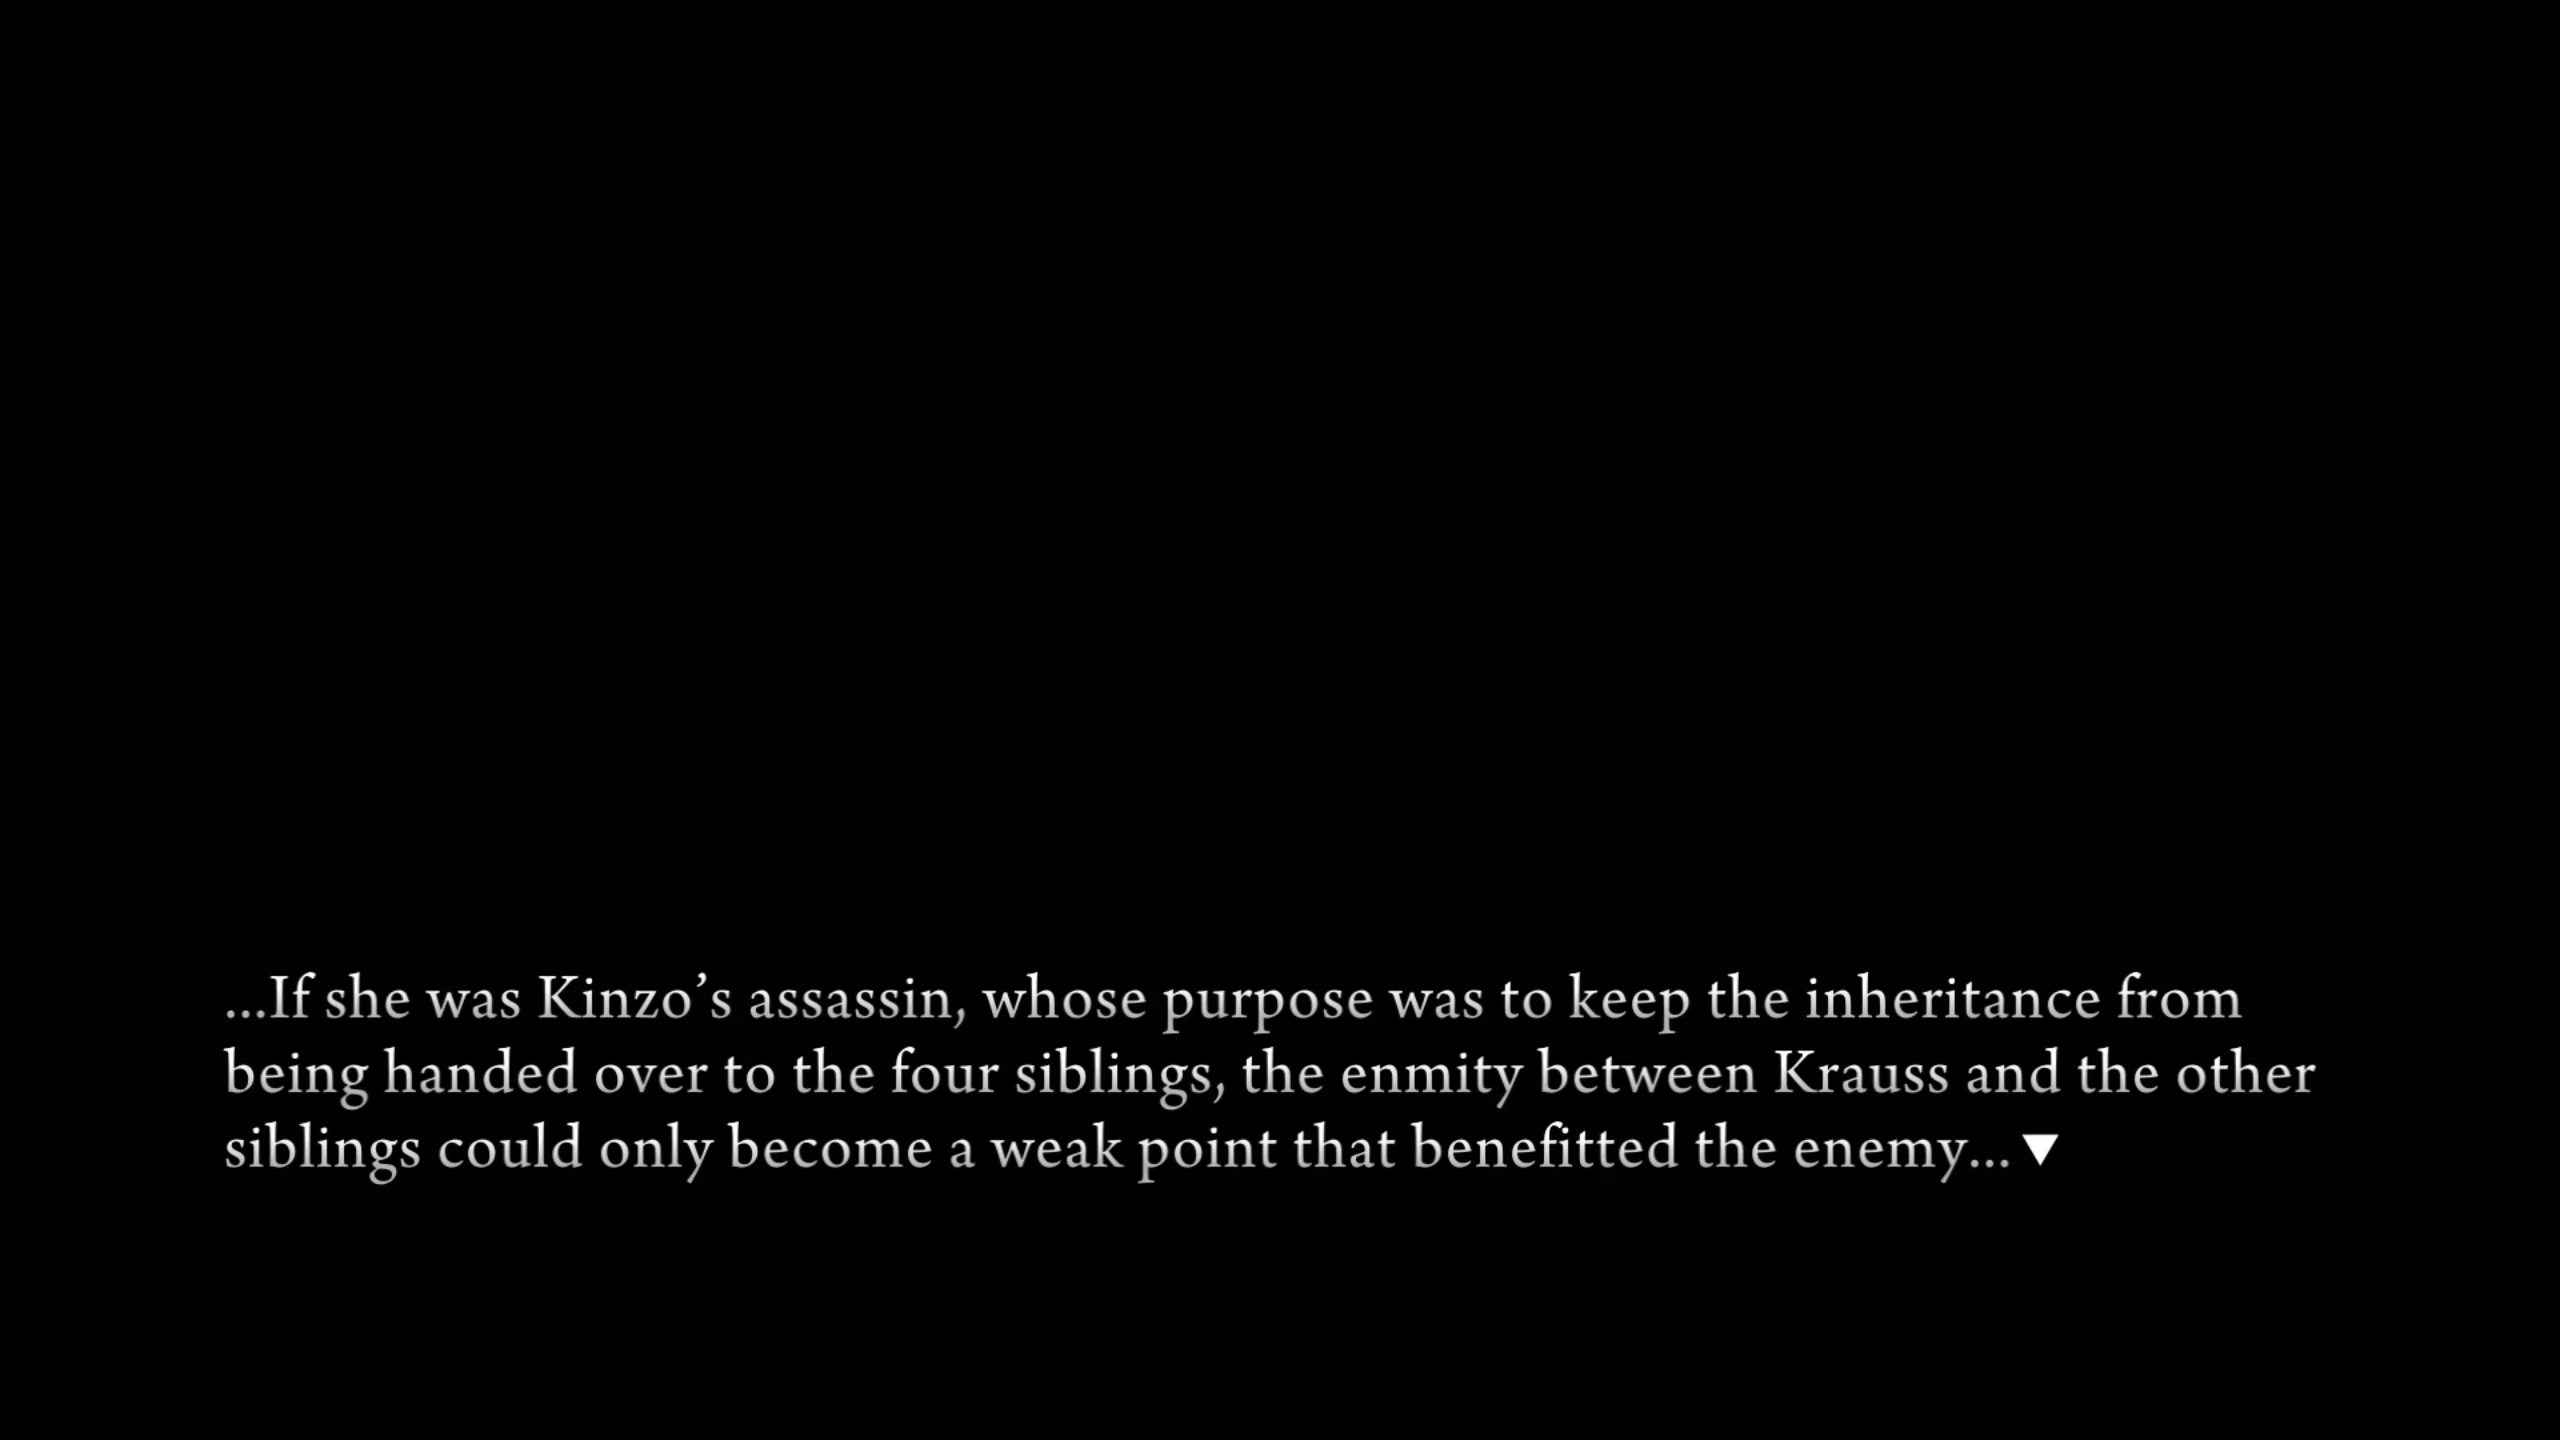 ...If she was Kinzo’s assassin, whose purpose was to keep the inheritance from
being handed over to the four siblings, the enmity between Krauss and the other
siblings could only become a weak point that benefitted the enemy...▼